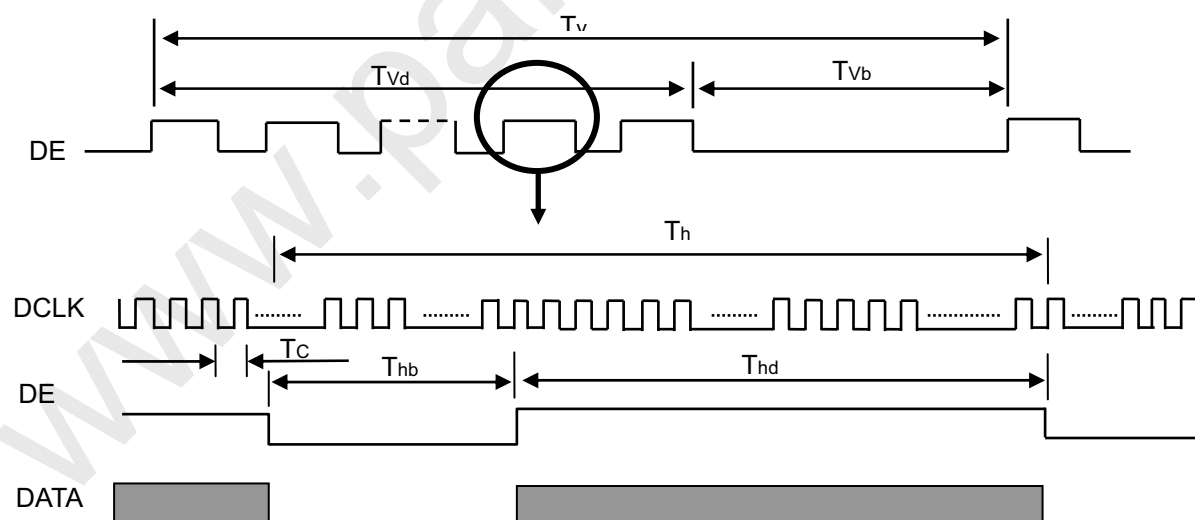 Tv
TVd
TVb
DE
Th
DCLK
TC
Thb
Thd
DE
DATA